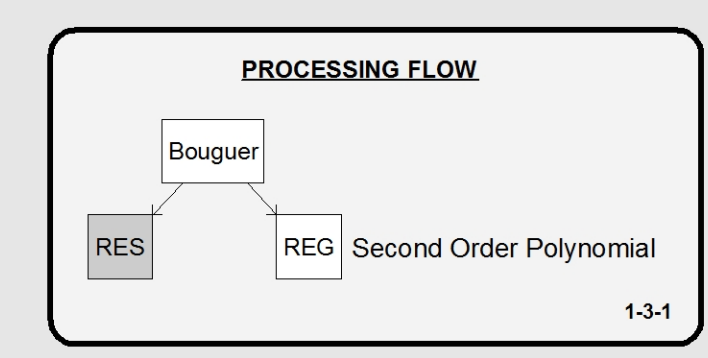 PROCESSING FLOW
Bouguer
RES
REG
Second Order Polynomial
1-3-1